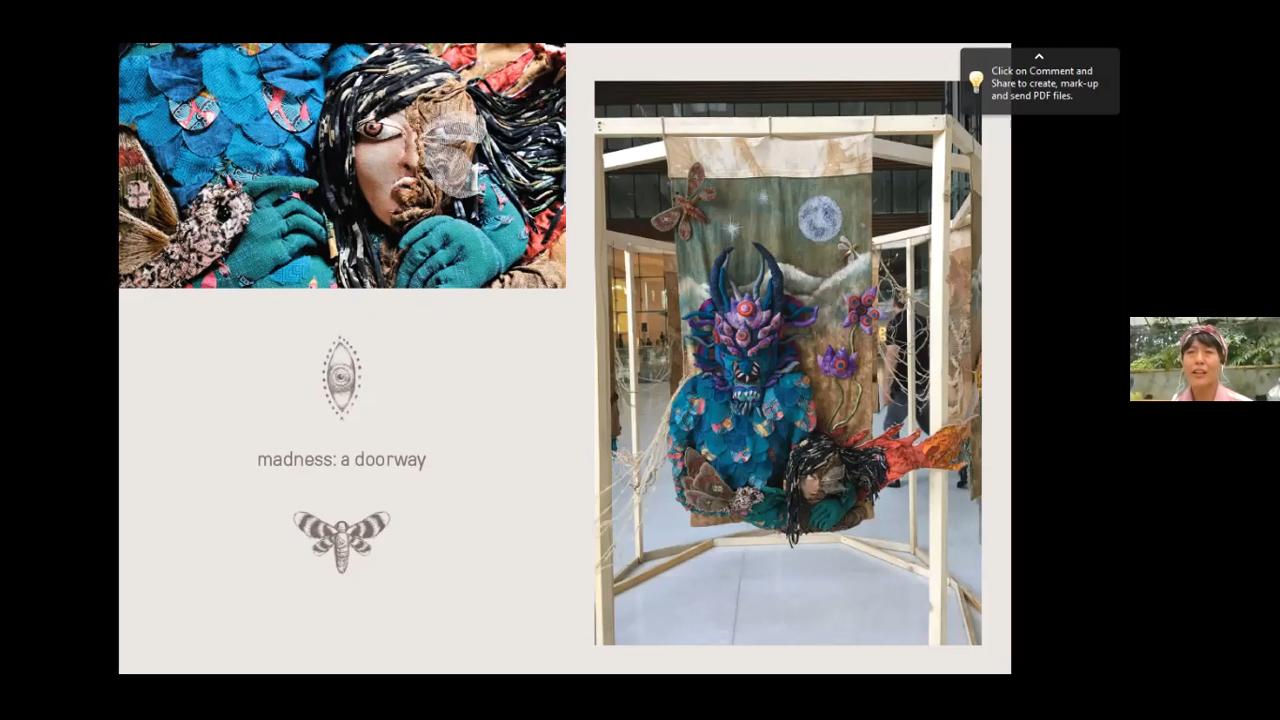 Click on Comment and
Share to create, mark-up
and send PDF files.
madness: a doorway